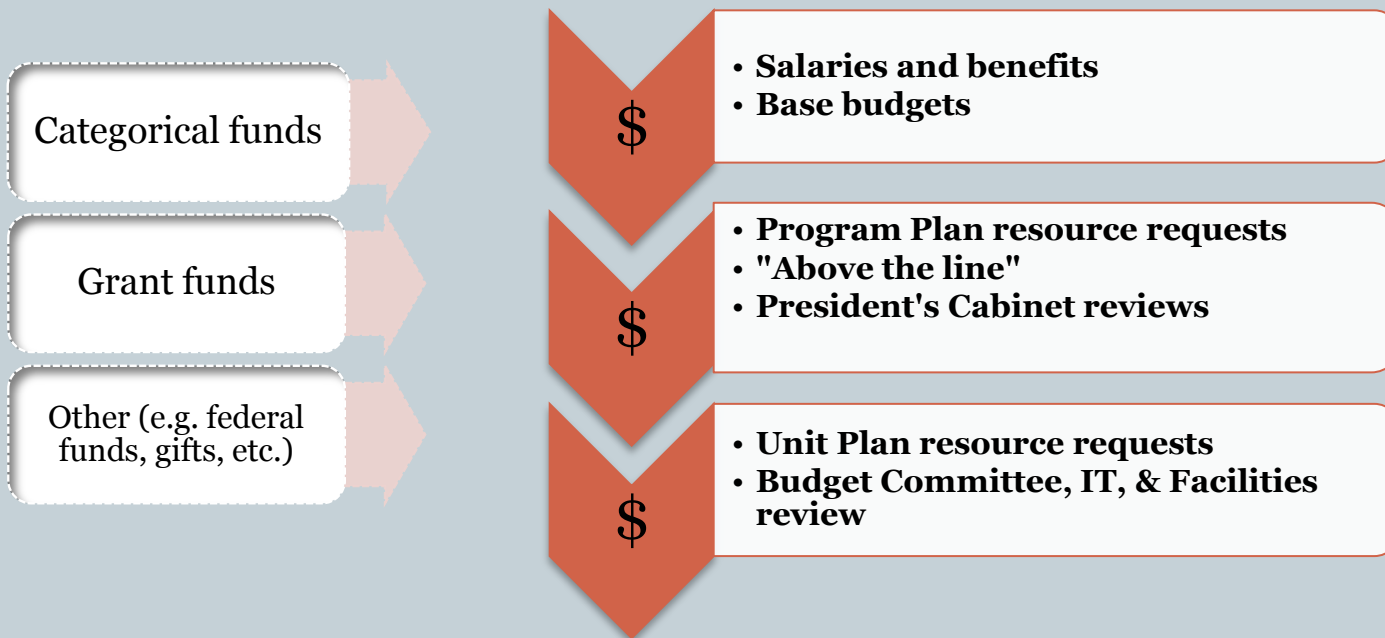 Categorical funds
Grant funds
Other (e.g. federal
funds, gifts, etc.)
$
• Salaries and benefits
• Base budgets
$
• Program Plan resource requests
• "Above the line"
• President's Cabinet reviews
$
• Unit Plan resource requests
• Budget Committee, IT, & Facilities
review